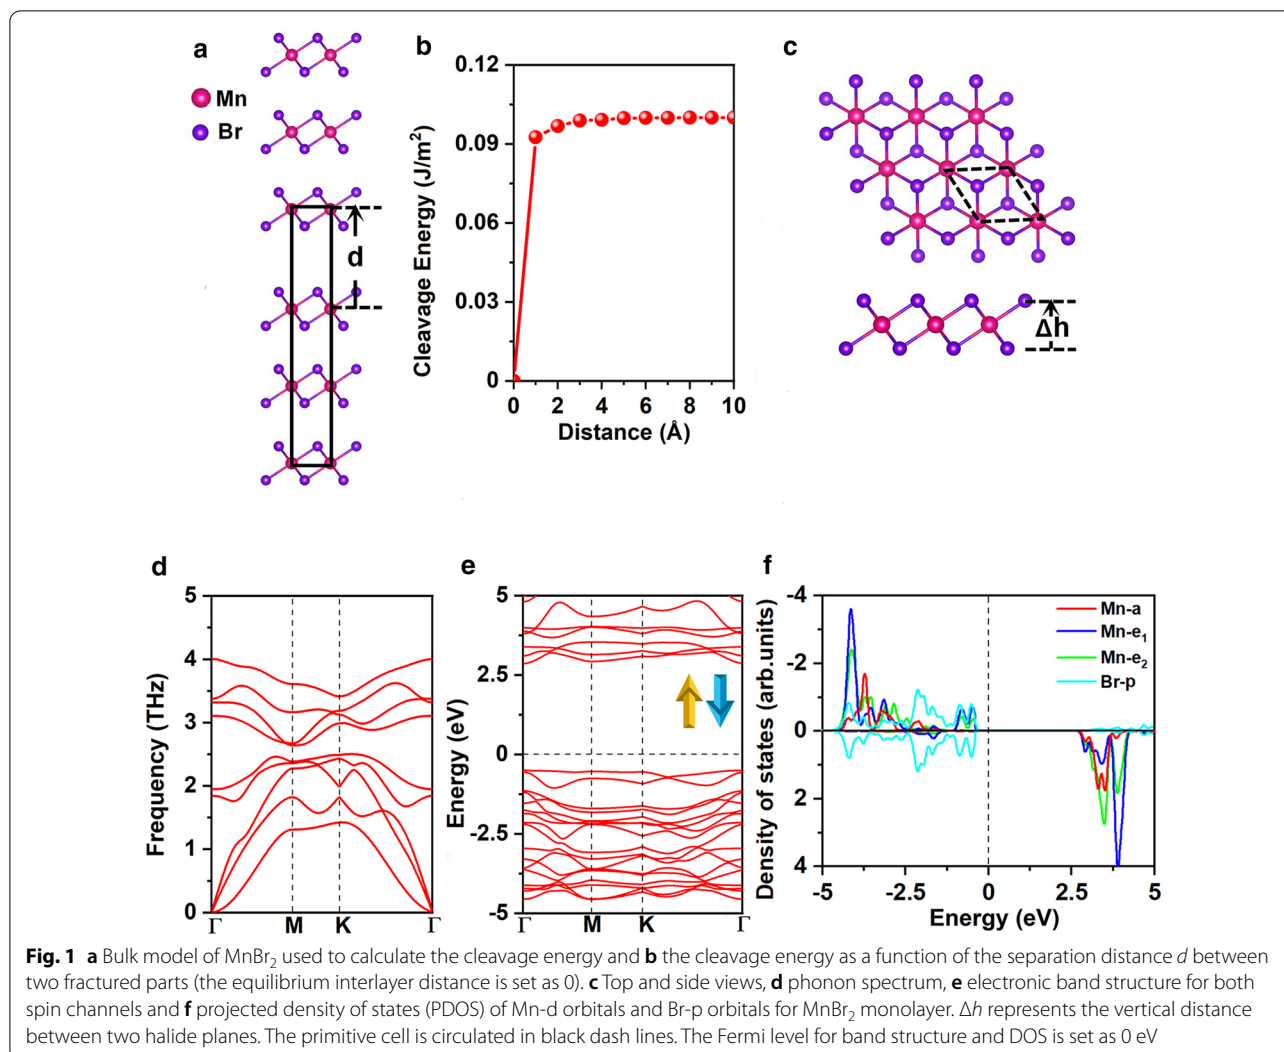 a
Mn
Br
d
b
0.12
0.09
0.06
0.03
0
0 2 4 6 8 10
Cleavage Energy (J/m²)
Distance (Å)
c
Δh
d
5
4
3
2
1
0
Frequency (THz)
Γ M K Γ
e
5
2.5
0
-2.5
-5
Energy (eV)
Γ M K Γ
f
-4
-2
0
2
4
Density of states (arb.units)
Mn-a
Mn-e₁
Mn-e₂
Br-p
-5 -2.5 0 2.5 5
Energy (eV)
Fig. 1 a Bulk model of MnBr₂ used to calculate the cleavage energy and b the cleavage energy as a function of the separation distance d between
two fractured parts (the equilibrium interlayer distance is set as 0). c Top and side views, d phonon spectrum, e electronic band structure for both
spin channels and f projected density of states (PDOS) of Mn-d orbitals and Br-p orbitals for MnBr₂ monolayer. Δh represents the vertical distance
between two halide planes. The primitive cell is circulated in black dash lines. The Fermi level for band structure and DOS is set as 0 eV